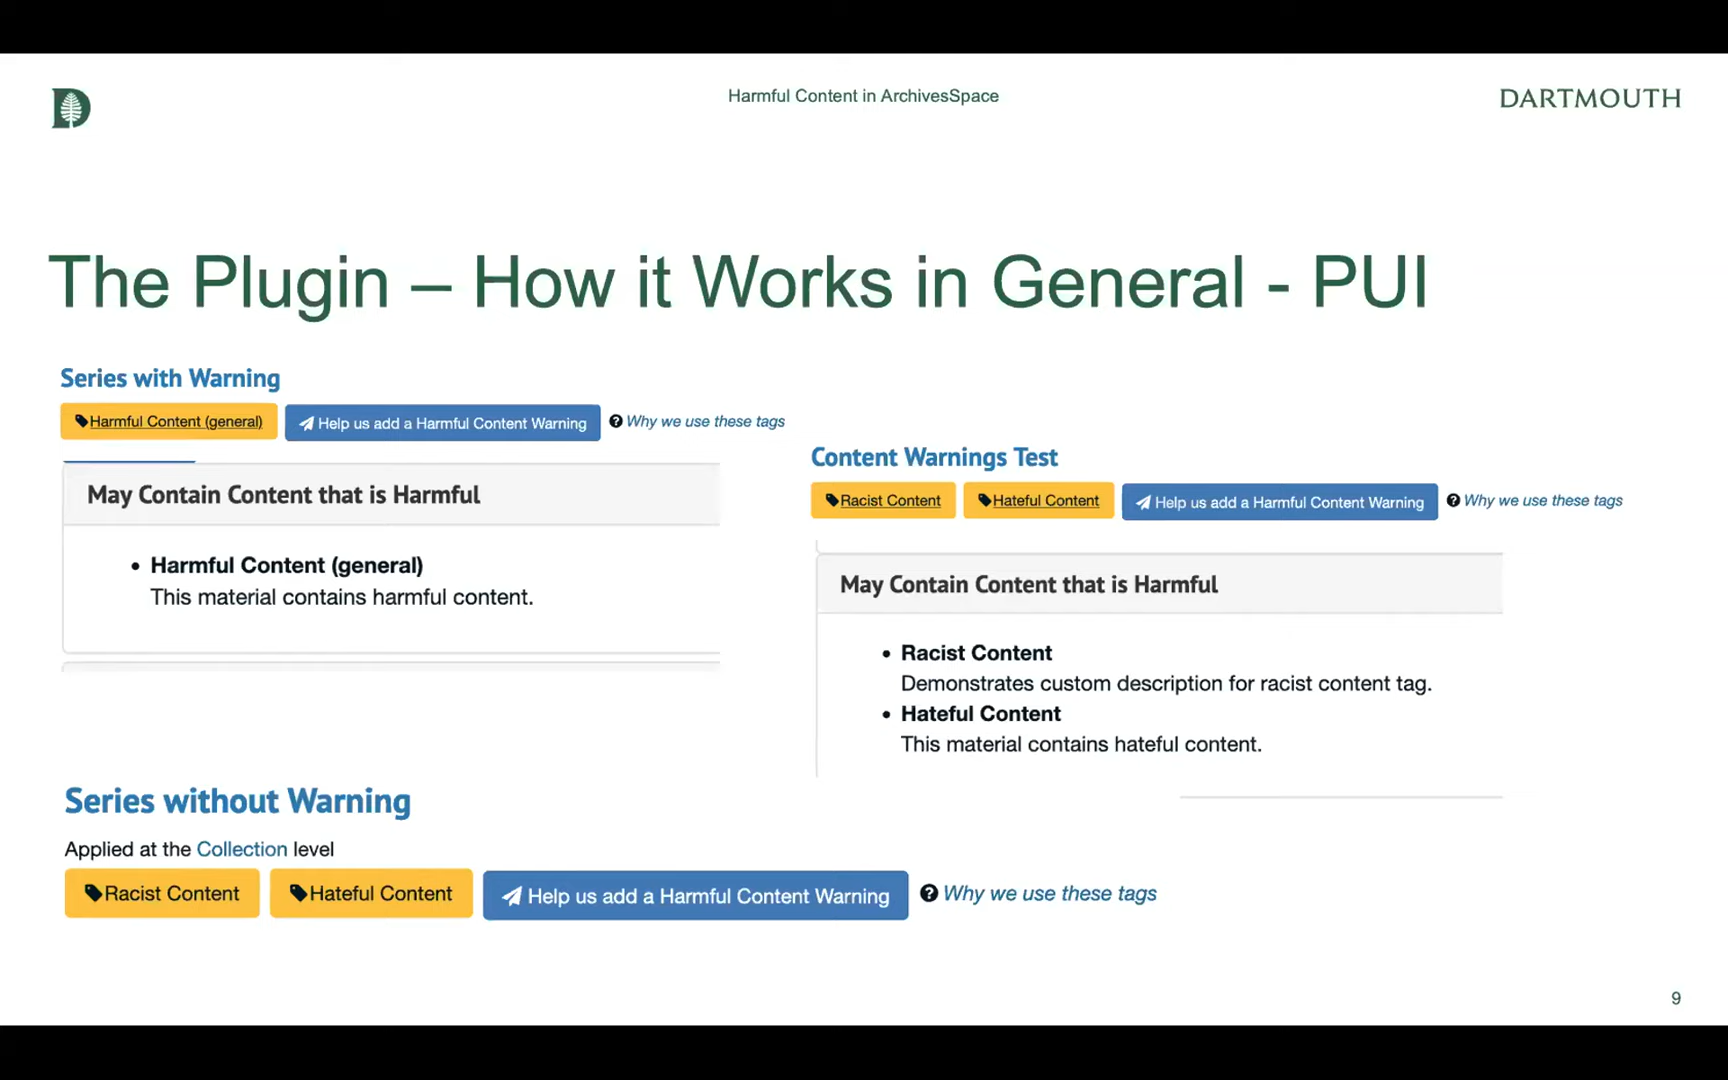 Harmful Content in ArchivesSpace
DARTMOUTH
The Plugin – How it Works in General - PUI
Series with Warning
Harmful Content (general) Help us add a Harmful Content Warning Why we use these tags
May Contain Content that is Harmful
• Harmful Content (general)
This material contains harmful content.
Content Warnings Test
Racist Content Hateful Content Help us add a Harmful Content Warning Why we use these tags
May Contain Content that is Harmful
• Racist Content
Demonstrates custom description for racist content tag.
• Hateful Content
This material contains hateful content.
Series without Warning
Applied at the Collection level
Racist Content Hateful Content Help us add a Harmful Content Warning Why we use these tags
9